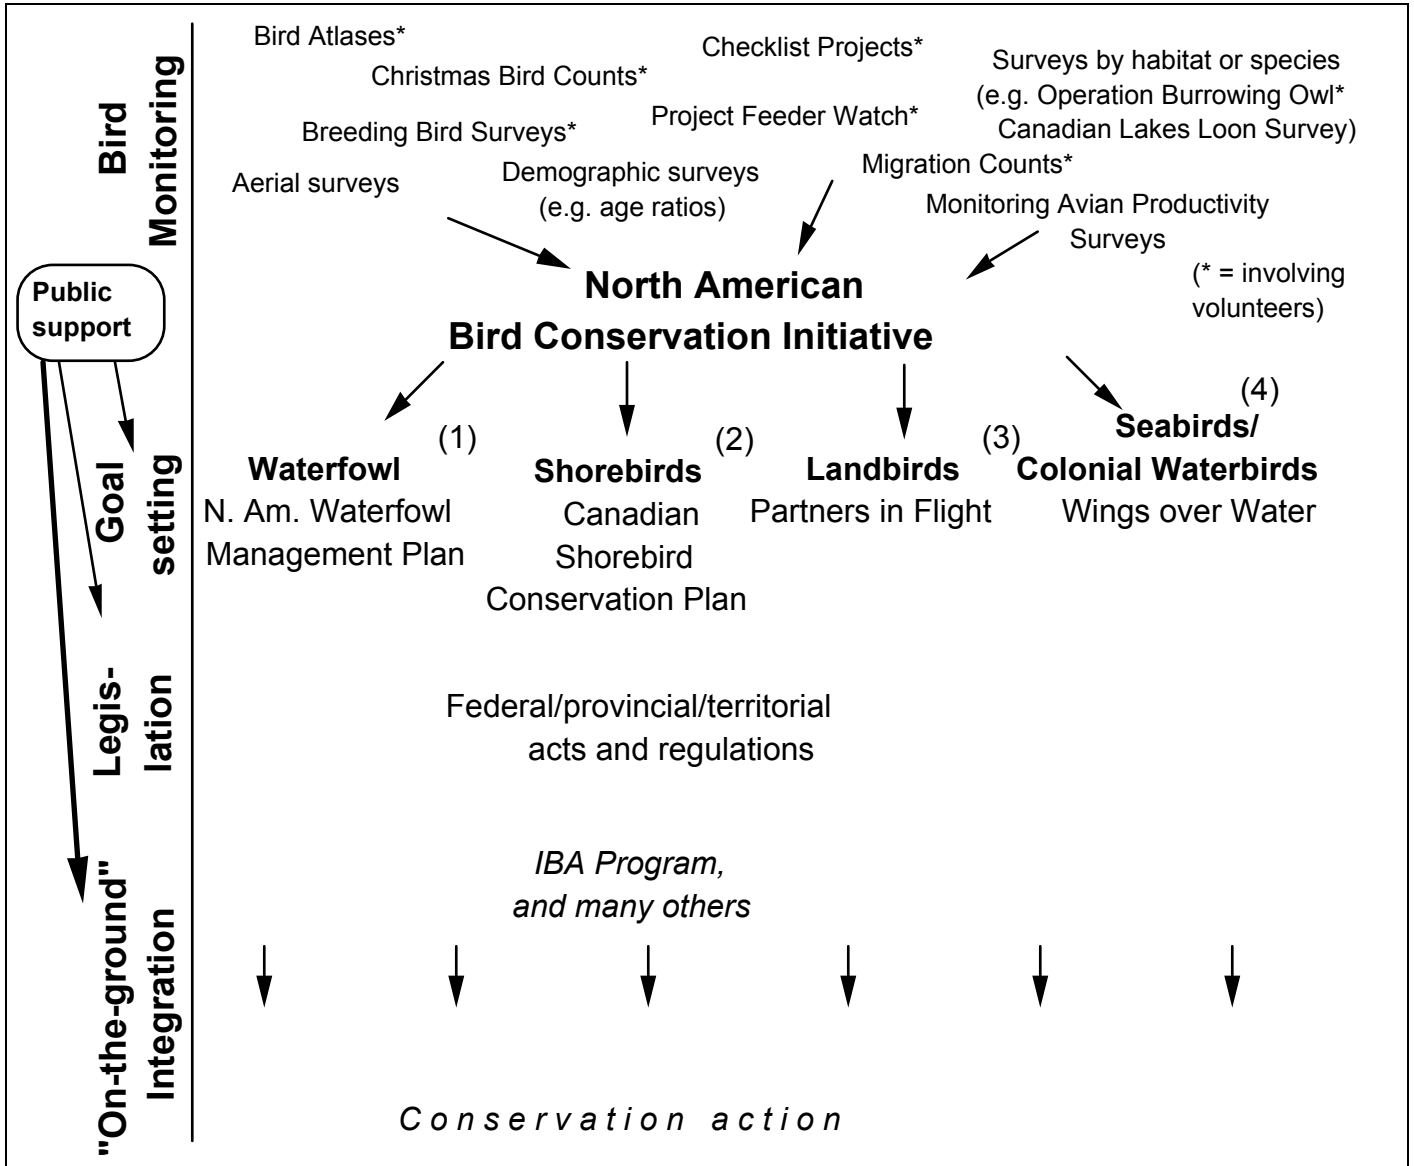 Bird
Monitoring
Bird Atlases*
Checklist Projects*
Christmas Bird Counts*
Surveys by habitat or species
(e.g. Operation Burrowing Owl*
Canadian Lakes Loon Survey)
Project Feeder Watch*
Breeding Bird Surveys*
Migration Counts*
Aerial surveys
Demographic surveys
(e.g. age ratios)
Monitoring Avian Productivity
Surveys
(* = involving
volunteers)
Public
support
North American
Bird Conservation Initiative
Goal
setting
(1)
Waterfowl
N. Am. Waterfowl
Management Plan
(2)
Shorebirds
Canadian
Shorebird
Conservation Plan
(3)
Landbirds
Partners in Flight
(4)
Seabirds/
Colonial Waterbirds
Wings over Water
Legis-
lation
Federal/provincial/territorial
acts and regulations
"On-the-ground"
Integration
IBA Program,
and many others
Conservation action